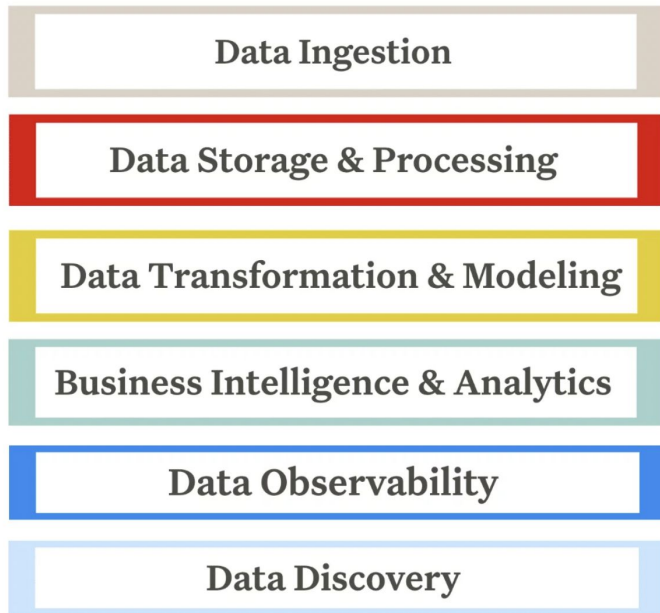 Data Ingestion
Data Storage & Processing
Data Transformation & Modeling
Business Intelligence & Analytics
Data Observability
Data Discovery